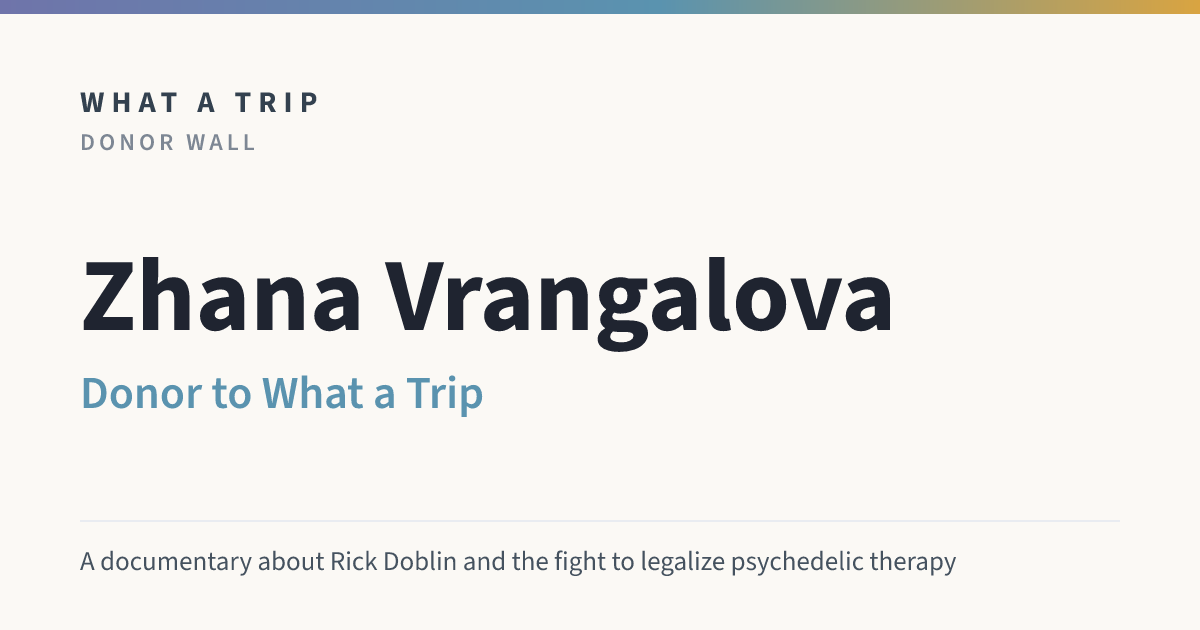 WHAT A TRIP
DONOR WALL
Zhana Vrangalova
Donor to What a Trip
A documentary about Rick Doblin and the fight to legalize psychedelic therapy